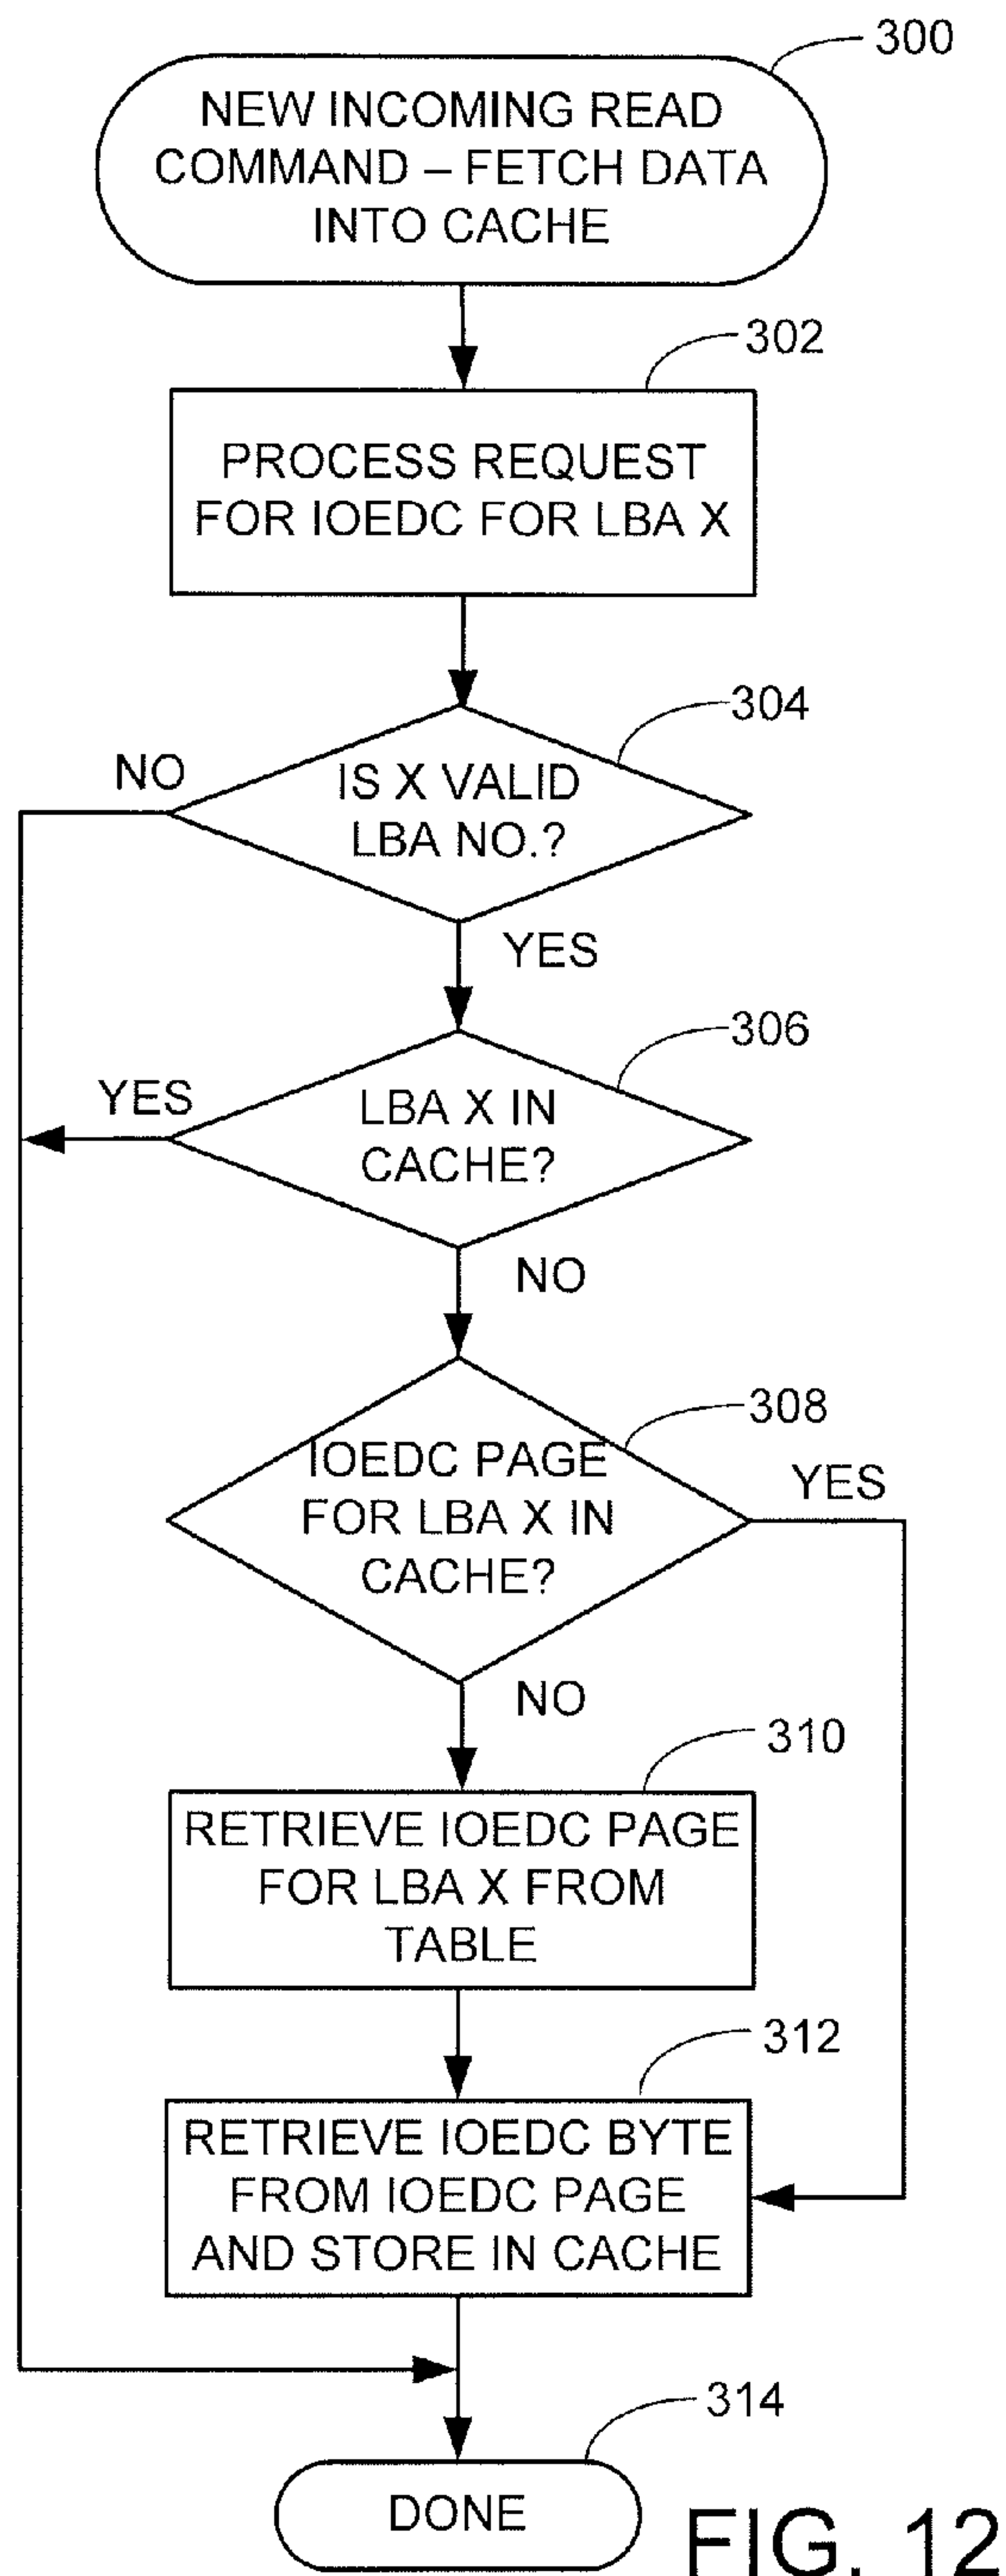 300
NEW INCOMING READ
COMMAND – FETCH DATA
INTO CACHE
302
PROCESS REQUEST
FOR IOEDC FOR LBA X
304
NO
IS X VALID
LBA NO.?
YES
306
YES
LBA X IN
CACHE?
NO
308
IOEDC PAGE
FOR LBA X IN
CACHE?
YES
NO
310
RETRIEVE IOEDC PAGE
FOR LBA X FROM
TABLE
312
RETRIEVE IOEDC BYTE
FROM IOEDC PAGE
AND STORE IN CACHE
314
DONE
FIG. 12